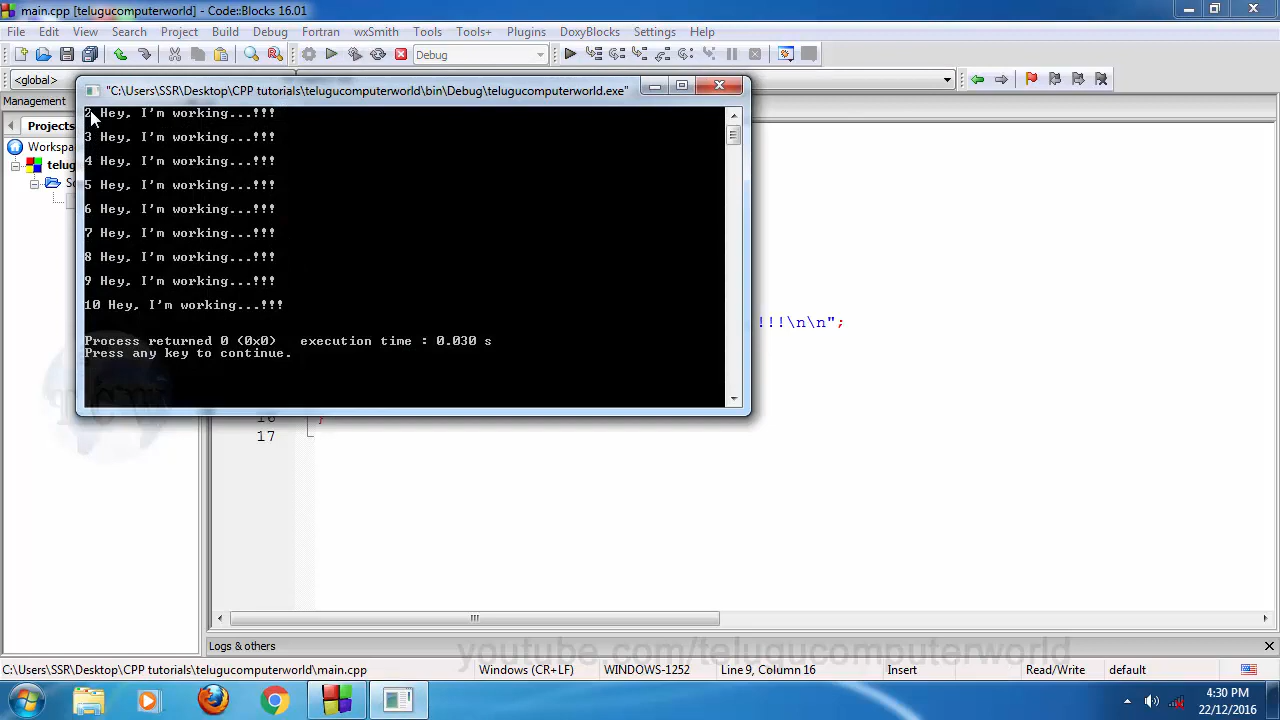 main.cpp [telugucomputerworld] - Code::Blocks 16.01
File Edit View Search Project Build Debug Fortran wxSmith Tools Tools+ Plugins DoxyBlocks Settings Help
Debug
<global>
"C:\Users\SSR\Desktop\CPP tutorials\telugucomputerworld\bin\Debug\telugucomputerworld.exe"
Management
Projects
Workspa
telug
2 Hey, I'm working...!!!
3 Hey, I'm working...!!!
4 Hey, I'm working...!!!
5 Hey, I'm working...!!!
6 Hey, I'm working...!!!
7 Hey, I'm working...!!!
8 Hey, I'm working...!!!
9 Hey, I'm working...!!!
10 Hey, I'm working...!!!
!!!\n\n";
Process returned 0 (0x0) execution time : 0.030 s
Press any key to continue.
16 }
17
Logs & others
youtube.com/telugucomputerworld
C:\Users\SSR\Desktop\CPP tutorials\telugucomputerworld\main.cpp Windows (CR+LF) WINDOWS-1252 Line 9, Column 16 Insert Read/Write default
4:30 PM
22/12/2016